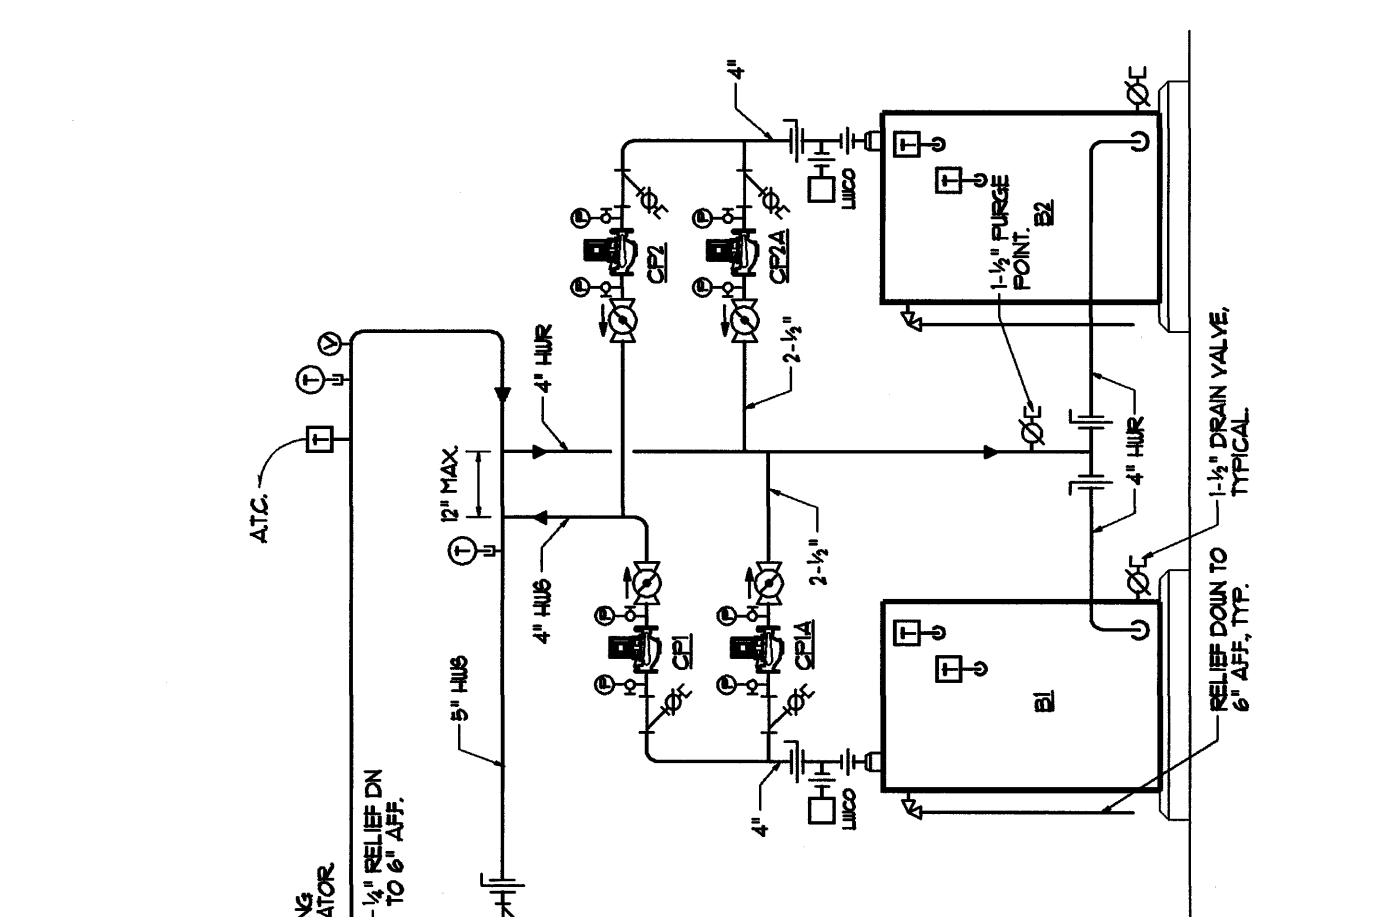 A.T.C.
T
T
V
12" MAX.
4" HWR
T
4" HWS
5" HWS
¼" RELIEF DN
TO 6" AFF.
P
P
CP2
P
P
CP2A
4"
2-½"
P
P
CP1
P
P
CP1A
2-½"
4"
LWCO
LWCO
T
T
1-½" PURGE
POINT.
B2
T
T
B1
4" HWR
1-½" DRAIN VALVE,
TYPICAL.
RELIEF DOWN TO
6" AFF., TYP.